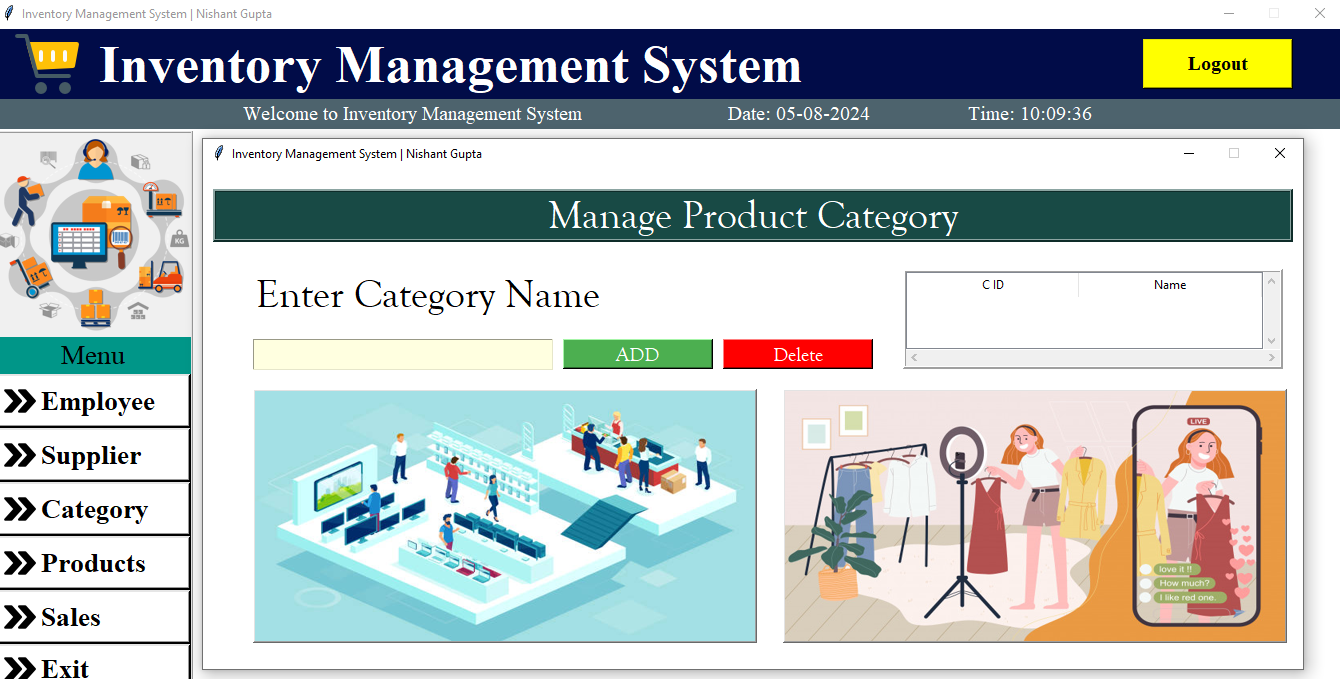 Inventory Management System | Nishant Gupta
Inventory Management System
Logout
Welcome to Inventory Management System Date: 05-08-2024 Time: 10:09:36
Inventory Management System | Nishant Gupta
Manage Product Category
Enter Category Name
C ID Name
ADD Delete
KG
Menu
Employee
Supplier
Category
Products
Sales
Exit
LIVE
love it !!
How much?
I like red one.